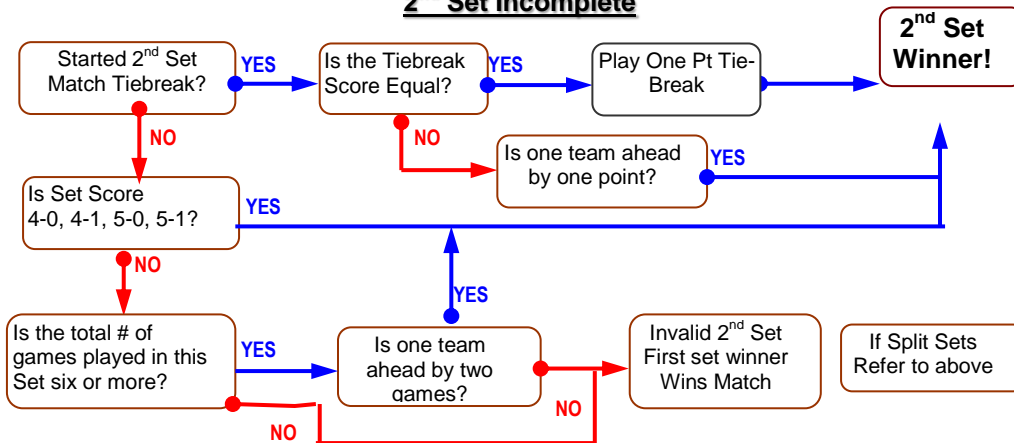 2nd Set Incomplete
Started 2nd Set
Match Tiebreak?
YES
Is the Tiebreak
Score Equal?
YES
Play One Pt Tie-
Break
2nd Set
Winner!
NO
NO
Is one team ahead
by one point?
YES
Is Set Score
4-0, 4-1, 5-0, 5-1?
YES
NO
YES
Is the total # of
games played in this
Set six or more?
YES
Is one team
ahead by two
games?
NO
Invalid 2nd Set
First set winner
Wins Match
If Split Sets
Refer to above
NO